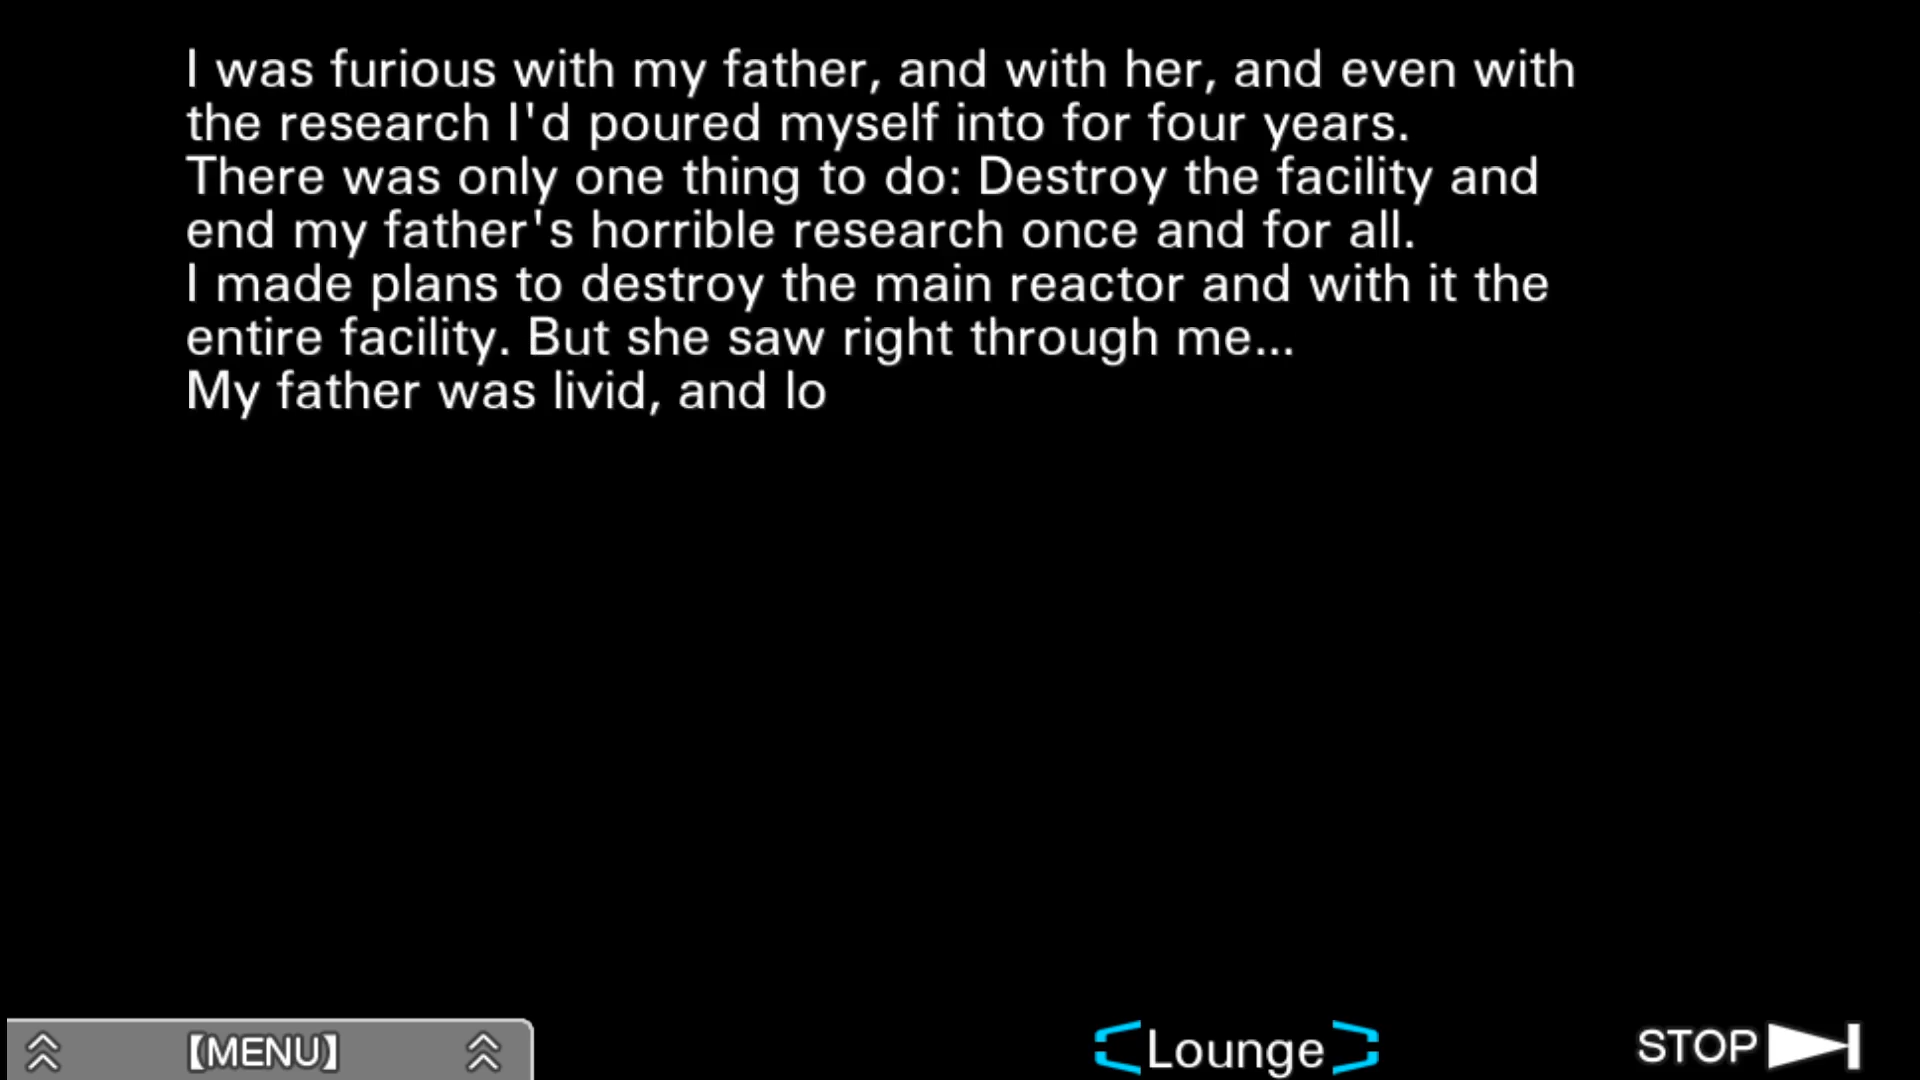 I was furious with my father, and with her, and even with
the research I'd poured myself into for four years.
There was only one thing to do: Destroy the facility and
end my father's horrible research once and for all.
I made plans to destroy the main reactor and with it the
entire facility. But she saw right through me...
My father was livid, and lo
【MENU】
Lounge
STOP